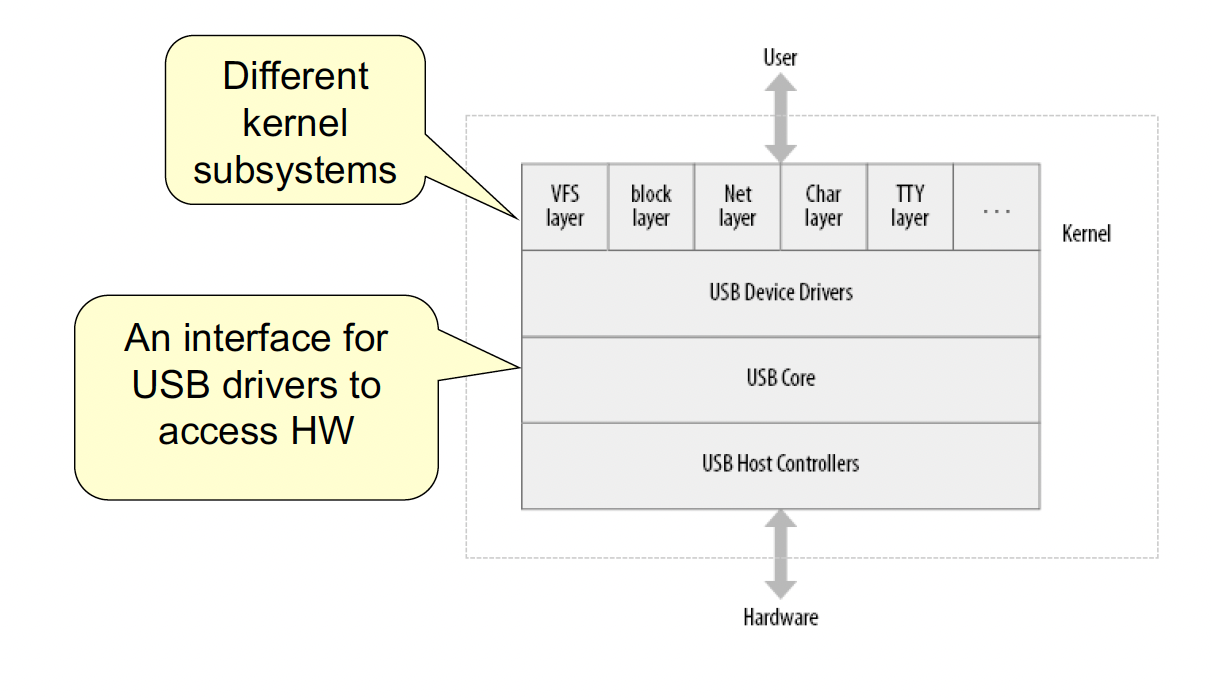 User
Different
kernel
subsystems
VFS
layer
block
layer
Net
layer
Char
layer
TTY
layer
...
Kernel
USB Device Drivers
An interface for
USB drivers to
access HW
USB Core
USB Host Controllers
Hardware